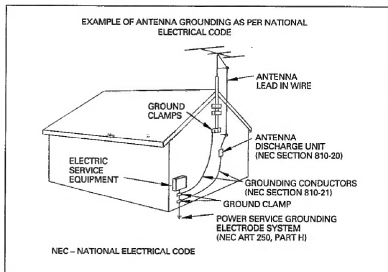 EXAMPLE OF ANTENNA GROUNDING AS PER NATIONAL
ELECTRICAL CODE
ANTENNA
LEAD IN WIRE
GROUND
CLAMPS
ANTENNA
DISCHARGE UNIT
(NEC SECTION 810-20)
ELECTRIC
SERVICE
EQUIPMENT
GROUNDING CONDUCTORS
(NEC SECTION 810-21)
GROUND CLAMP
POWER SERVICE GROUNDING
ELECTRODE SYSTEM
(NEC ART 250, PART H)
NEC – NATIONAL ELECTRICAL CODE